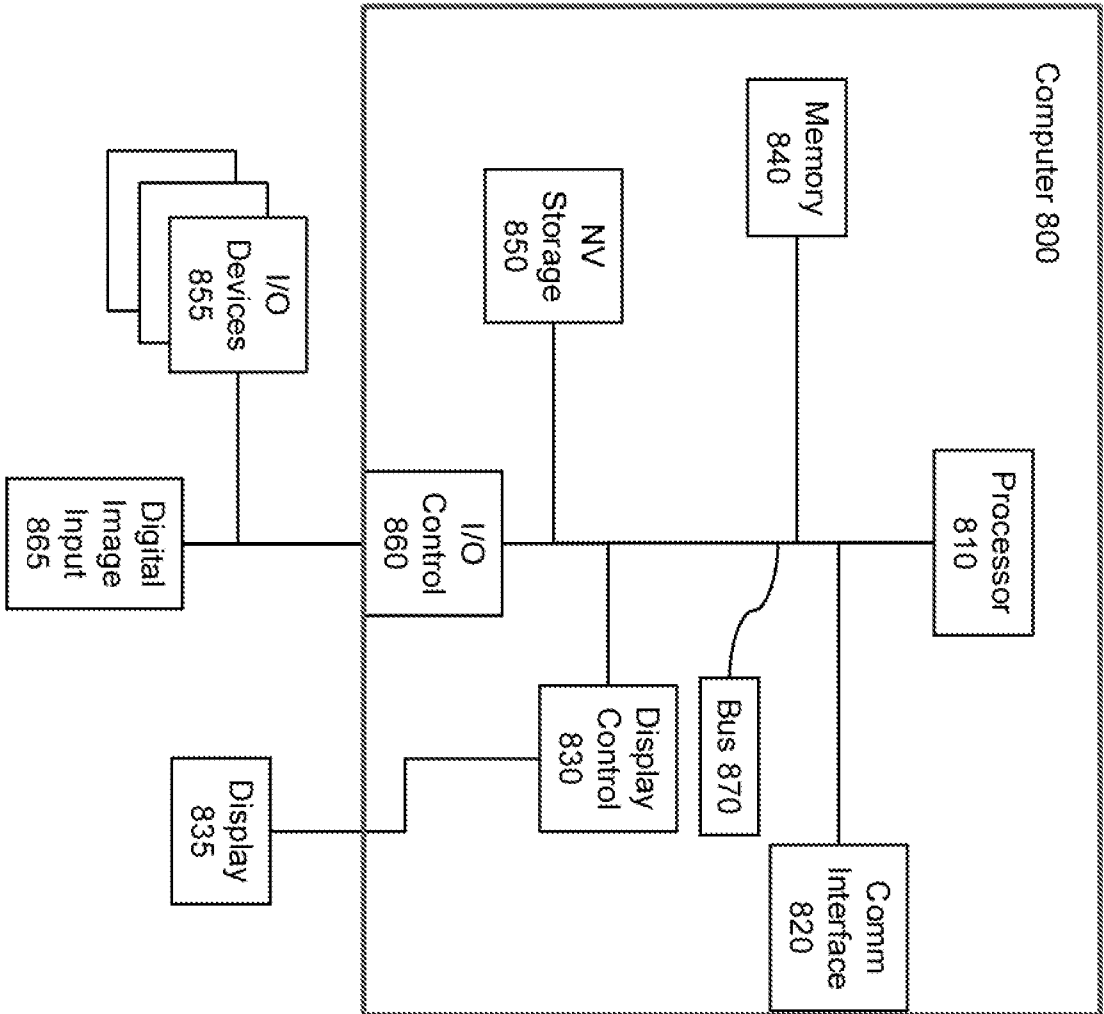 Computer 800
Processor
810
Memory
840
Comm
Interface
820
Bus 870
Display
Control
830
NV
Storage
850
I/O
Control
860
I/O
Devices
855
Display
835
Digital
Image
Input
865